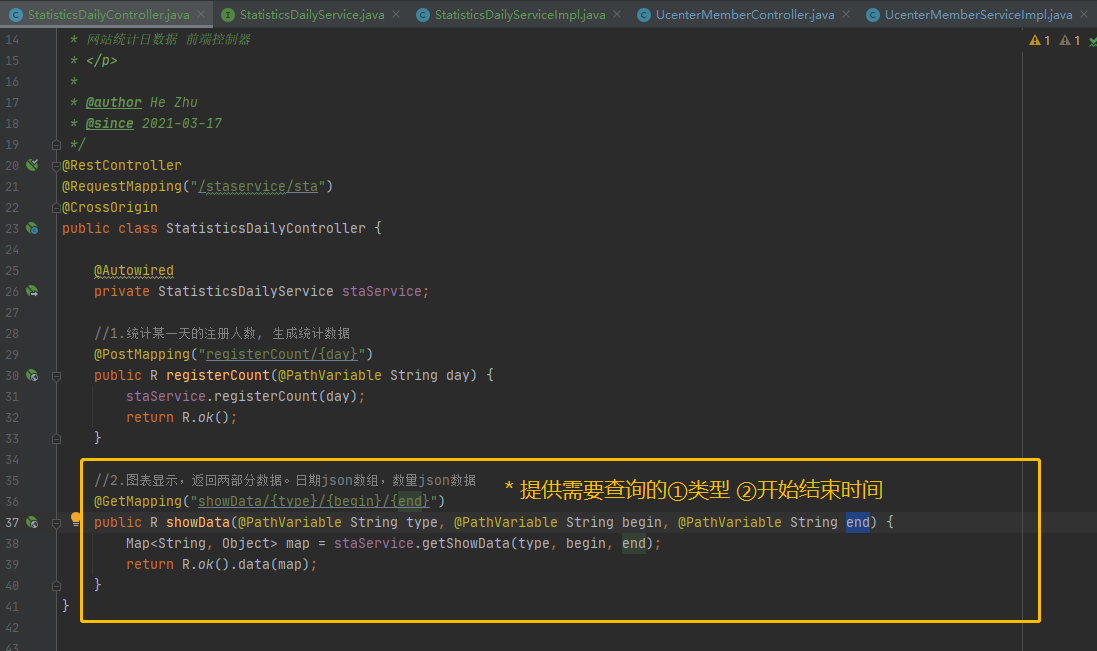 StatisticsDailyController.java StatisticsDailyService.java StatisticsDailyServiceImpl.java UcenterMemberController.java UcenterMemberServiceImpl.java
14 * 网站统计日数据 前端控制器 1 1
15 * </p>
16 *
17 * @author He Zhu
18 * @since 2021-03-17
19 */
20 @RestController
21 @RequestMapping("/staservice/sta")
22 @CrossOrigin
23 public class StatisticsDailyController {
24
25 @Autowired
26 private StatisticsDailyService staService;
27
28 //1.统计某一天的注册人数, 生成统计数据
29 @PostMapping("registerCount/{day}")
30 public R registerCount(@PathVariable String day) {
31 staService.registerCount(day);
32 return R.ok();
33 }
34
35 //2.图表显示，返回两部分数据。日期json数组，数量json数据
* 提供需要查询的①类型 ②开始结束时间
36 @GetMapping("showData/{type}/{begin}/{end}")
37 public R showData(@PathVariable String type, @PathVariable String begin, @PathVariable String end) {
38 Map<String, Object> map = staService.getShowData(type, begin, end);
39 return R.ok().data(map);
40 }
41 }
42
43